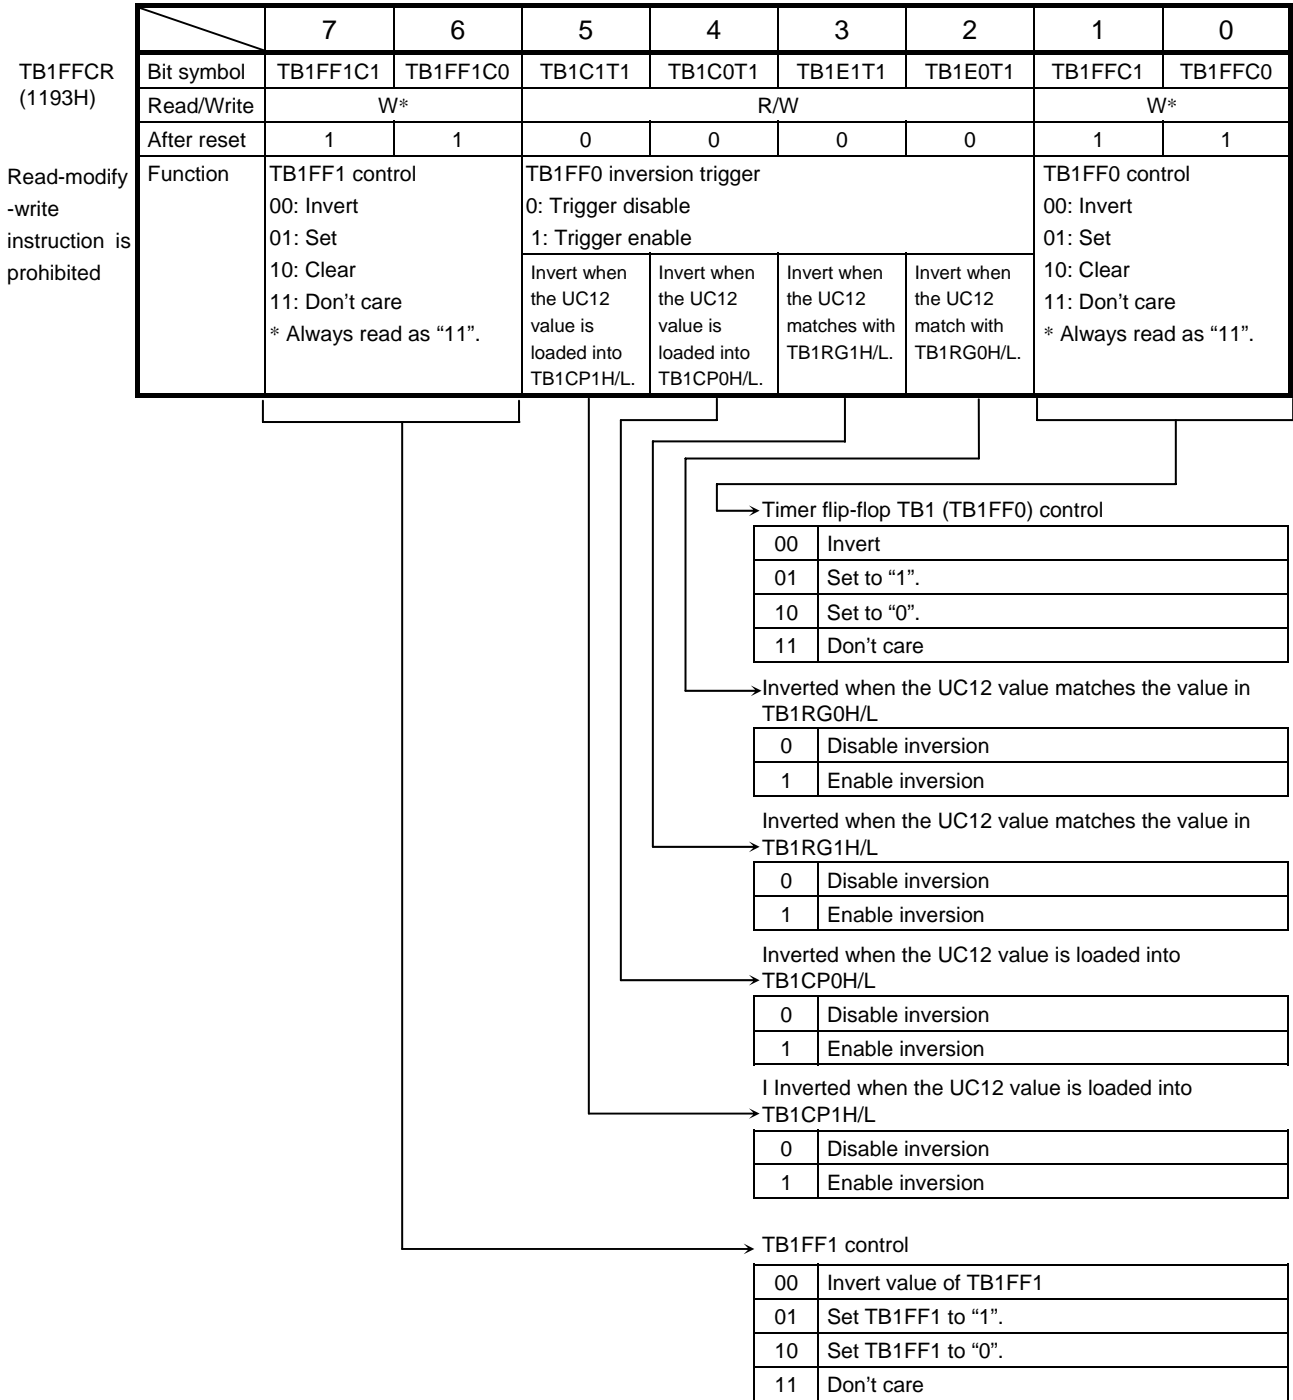 7 6 5 4 3 2 1 0
TB1FFCR
(1193H)
Bit symbol TB1FF1C1 TB1FF1C0 TB1C1T1 TB1C0T1 TB1E1T1 TB1E0T1 TB1FFC1 TB1FFC0
Read/Write W* R/W W*
After reset 1 1 0 0 0 0 1 1
Read-modify
-write
instruction is
prohibited
Function
TB1FF1 control
00: Invert
01: Set
10: Clear
11: Don’t care
* Always read as “11”.
TB1FF0 inversion trigger
0: Trigger disable
1: Trigger enable
Invert when
the UC12
value is
loaded into
TB1CP1H/L.
Invert when
the UC12
value is
loaded into
TB1CP0H/L.
Invert when
the UC12
matches with
TB1RG1H/L.
Invert when
the UC12
match with
TB1RG0H/L.
TB1FF0 control
00: Invert
01: Set
10: Clear
11: Don’t care
* Always read as “11”.
Timer flip-flop TB1 (TB1FF0) control
00 Invert
01 Set to “1”.
10 Set to “0”.
11 Don’t care
Inverted when the UC12 value matches the value in
TB1RG0H/L
0 Disable inversion
1 Enable inversion
Inverted when the UC12 value matches the value in
TB1RG1H/L
0 Disable inversion
1 Enable inversion
Inverted when the UC12 value is loaded into
TB1CP0H/L
0 Disable inversion
1 Enable inversion
I Inverted when the UC12 value is loaded into
TB1CP1H/L
0 Disable inversion
1 Enable inversion
TB1FF1 control
00 Invert value of TB1FF1
01 Set TB1FF1 to “1”.
10 Set TB1FF1 to “0”.
11 Don’t care